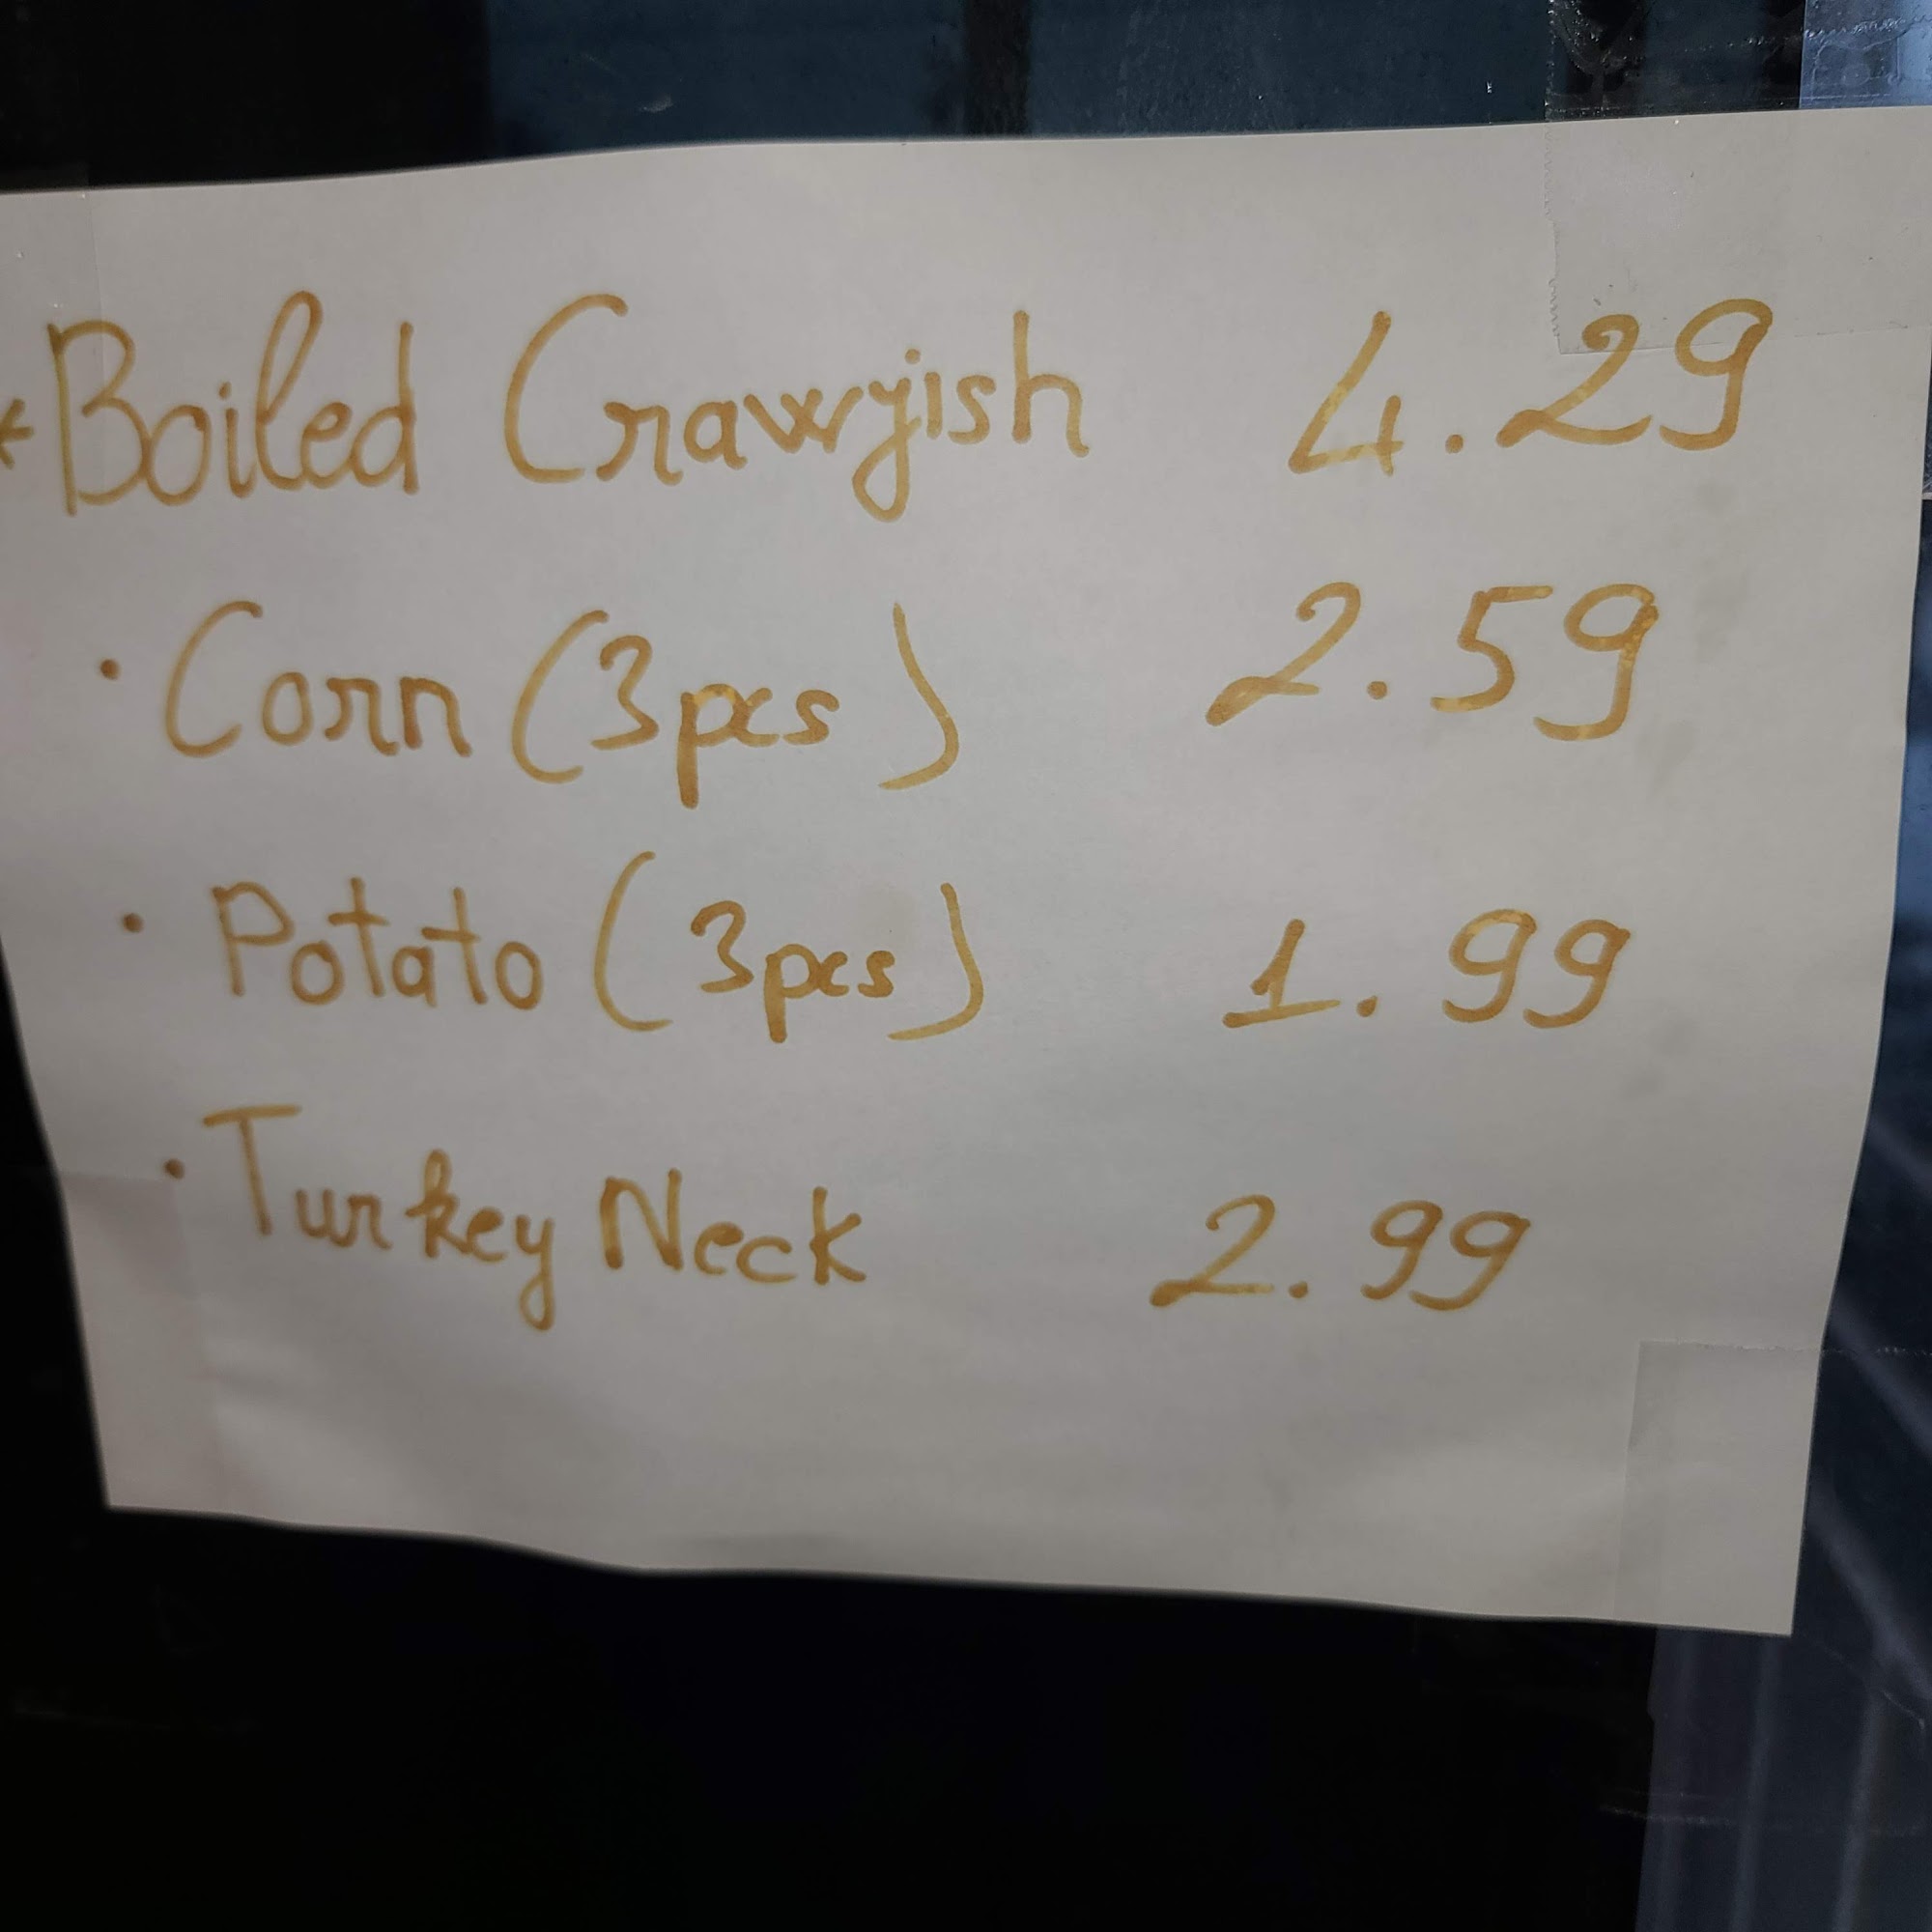 * Boiled Crawfish 4.29
· Corn (3pcs) 2.59
· Potato (3pcs) 1.99
· Turkey Neck 2.99